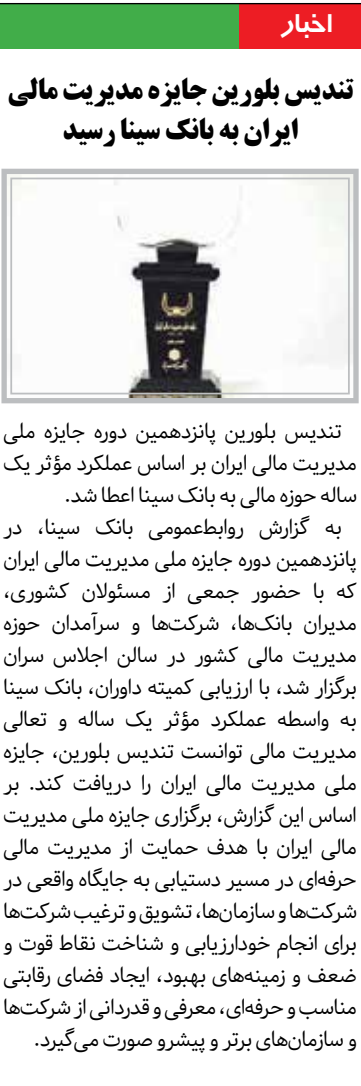 اخبار
تندیس بلورین جایزه مدیریت مالی
ایران به بانک سینا رسید
تندیس بلورین پانزدهمین دوره جایزه ملی
مدیریت مالی ایران بر اساس عملکرد مؤثر یک
ساله حوزه مالی به بانک سینا اعطا شد.
به گزارش روابط‌عمومی بانک سینا، در
پانزدهمین دوره جایزه ملی مدیریت مالی ایران
که با حضور جمعی از مسئولان کشوری،
مدیران بانک‌ها، شرکت‌ها و سرآمدان حوزه
مدیریت مالی کشور در سالن اجلاس سران
برگزار شد، با ارزیابی کمیته داوران، بانک سینا
به واسطه عملکرد مؤثر یک ساله و تعالی
مدیریت مالی توانست تندیس بلورین، جایزه
ملی مدیریت مالی ایران را دریافت کند. بر
اساس این گزارش، برگزاری جایزه ملی مدیریت
مالی ایران با هدف حمایت از مدیریت مالی
حرفه‌ای در مسیر دستیابی به جایگاه واقعی در
شرکت‌ها و سازمان‌ها، تشویق و ترغیب شرکت‌ها
برای انجام خودارزیابی و شناخت نقاط قوت و
ضعف و زمینه‌های بهبود، ایجاد فضای رقابتی
مناسب و حرفه‌ای، معرفی و قدردانی از شرکت‌ها
و سازمان‌های برتر و پیشرو صورت می‌گیرد.